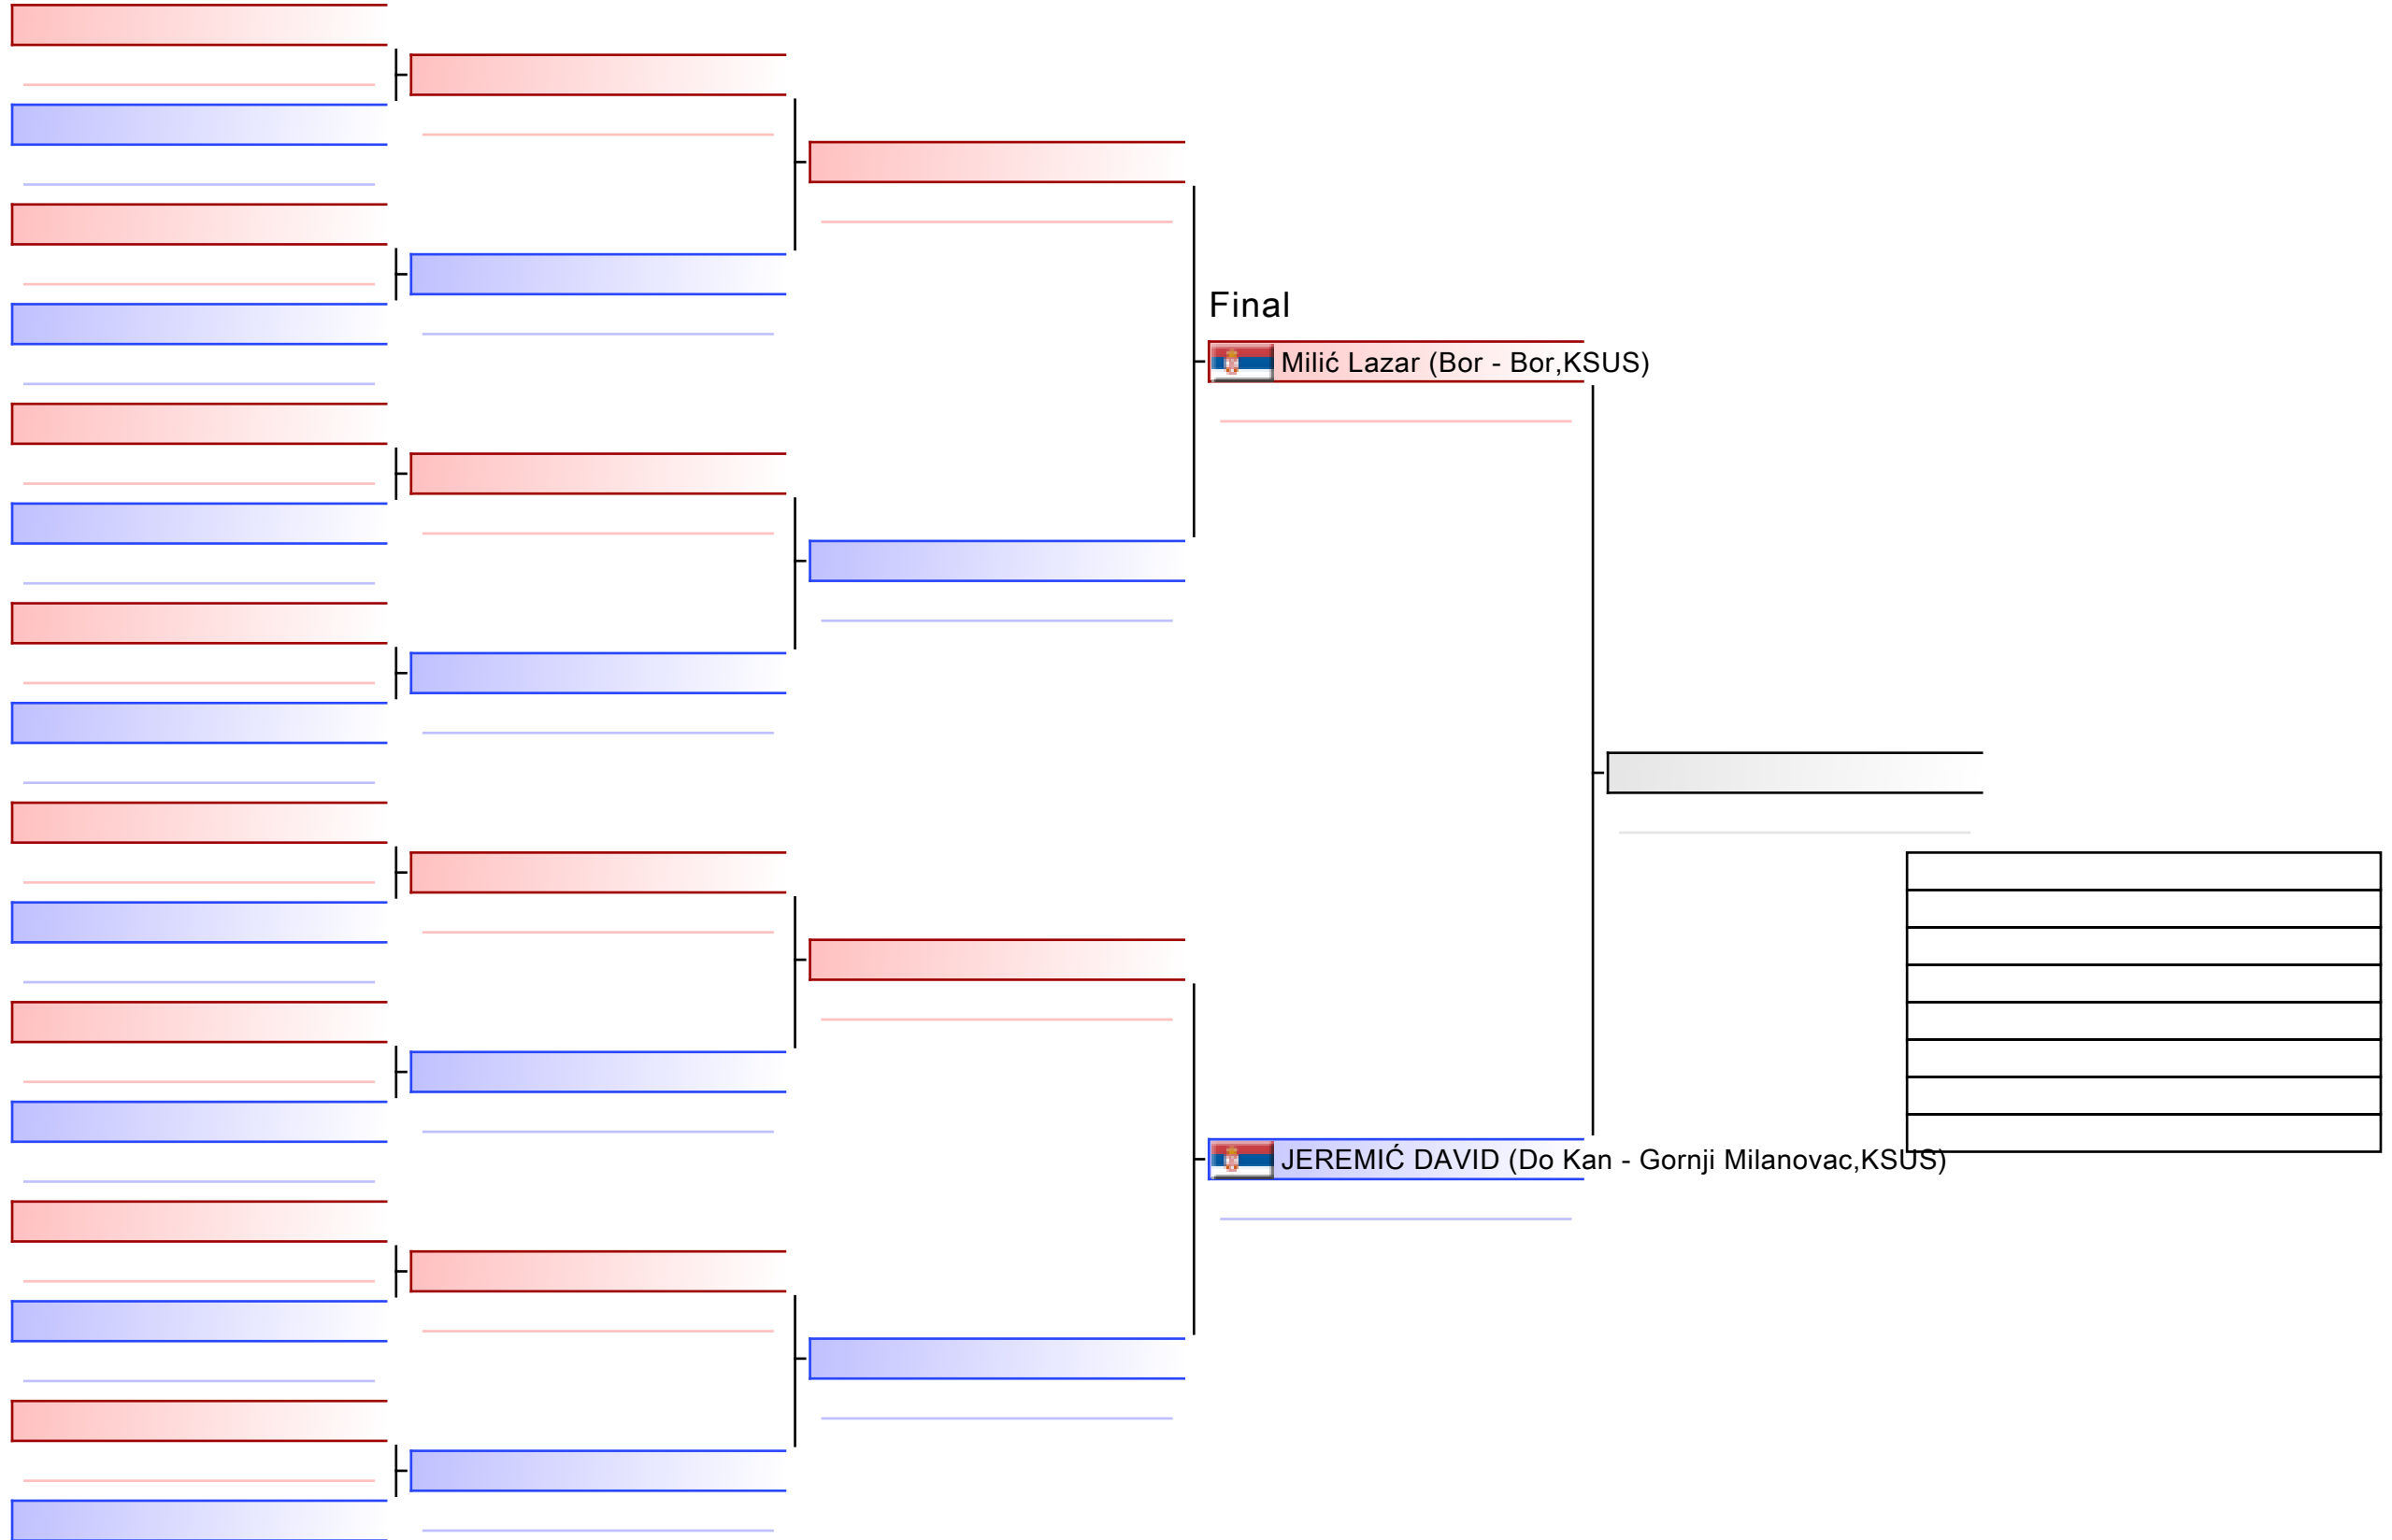 Final
Milić Lazar (Bor - Bor,KSUS)
JEREMIĆ DAVID (Do Kan - Gornji Milanovac,KSUS)